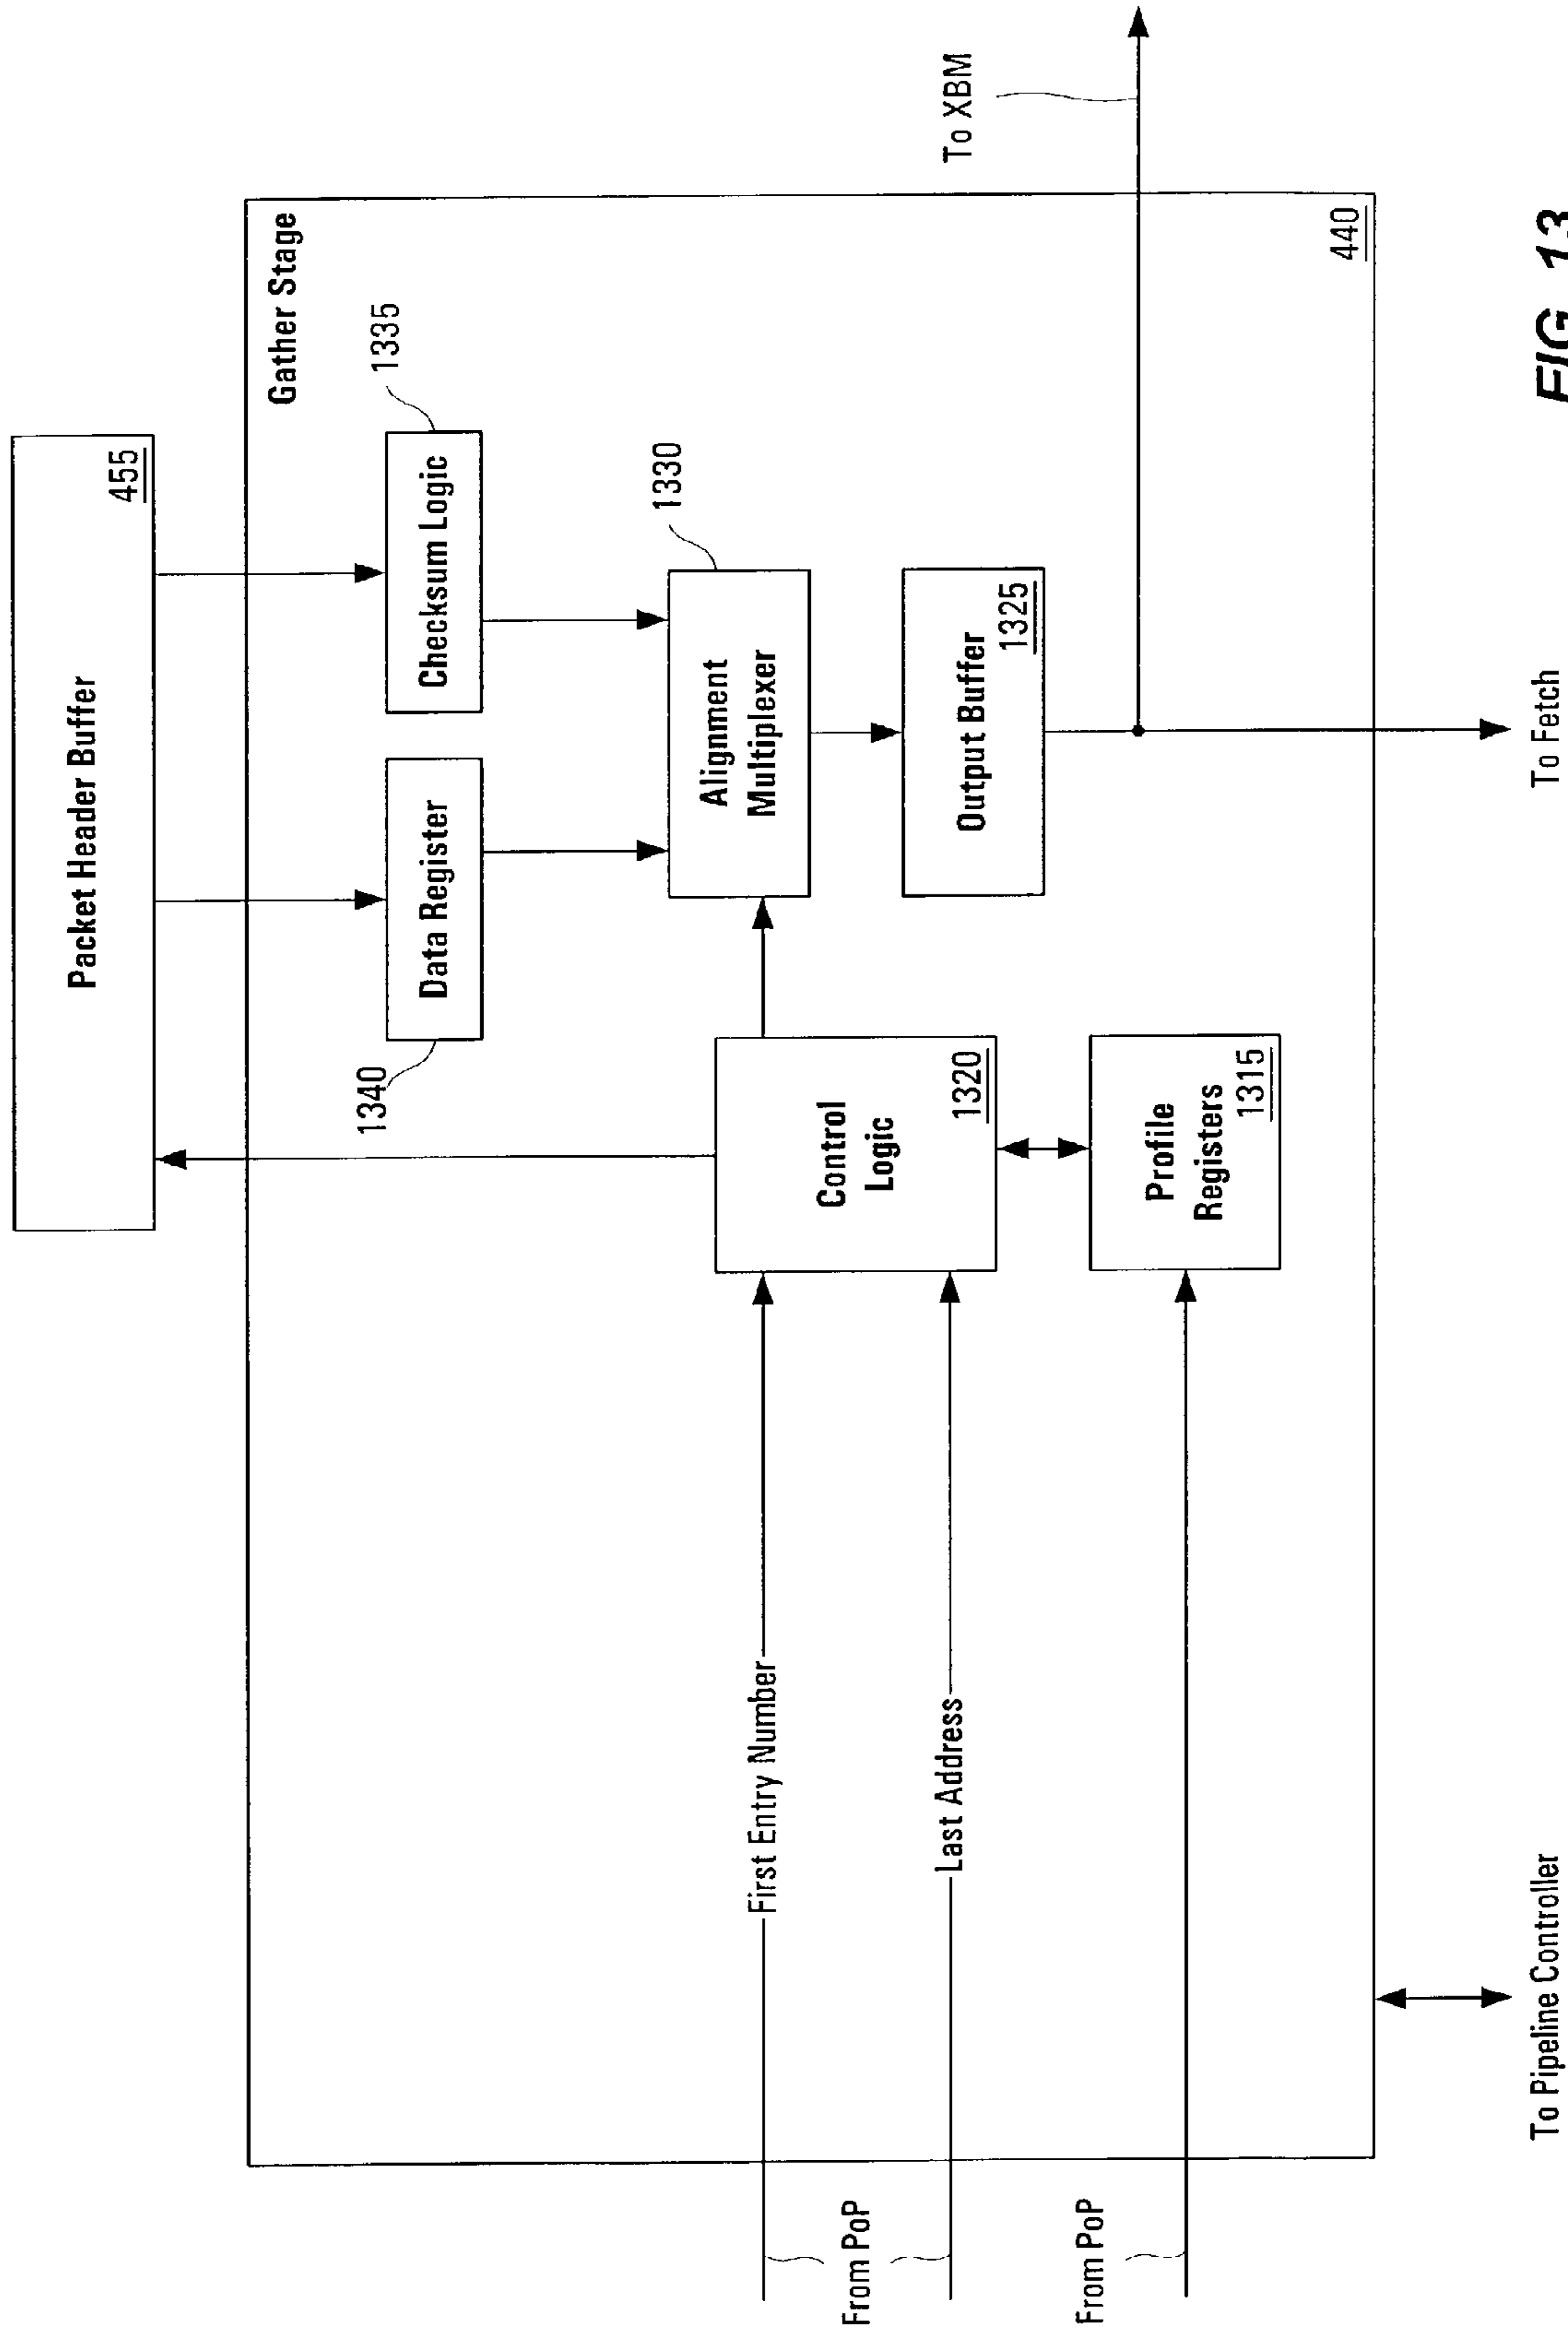 Packet Header Buffer
455
Gather Stage
1340
Data Register
Checksum Logic
1335
Alignment
Multiplexer
1330
First Entry Number
Control
Logic
1320
Output Buffer
1325
Last Address
From PoP
To XBM
Profile
Registers
1315
From PoP
440
To Pipeline Controller
To Fetch
FIG. 13